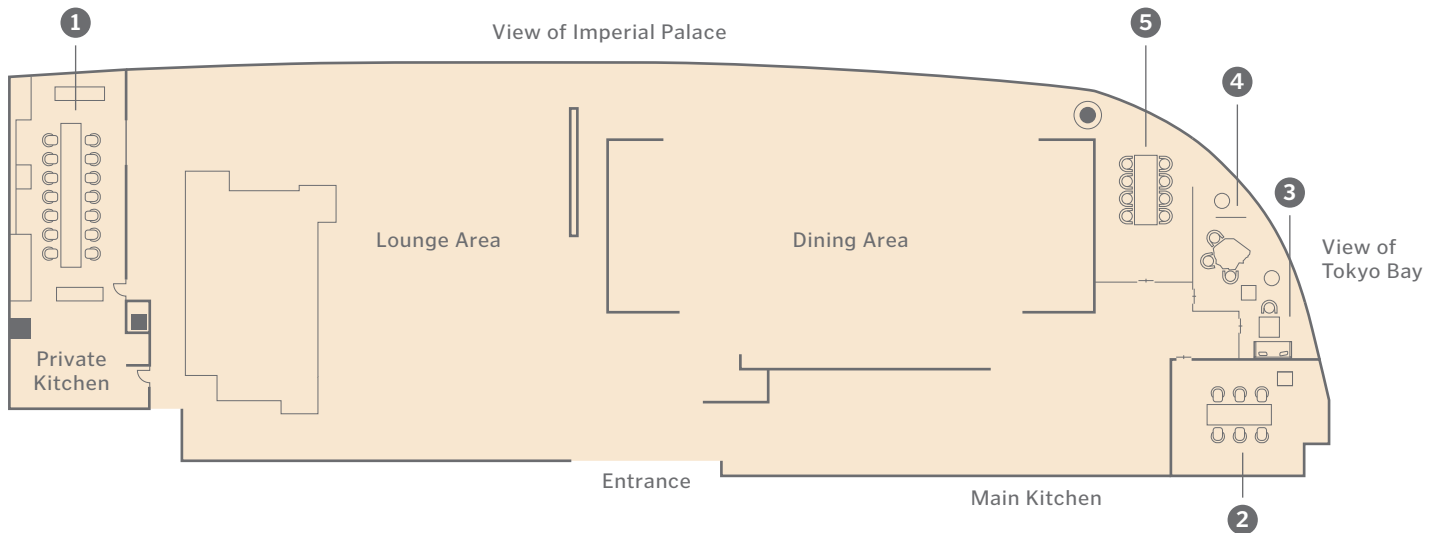 1
View of Imperial Palace
5
4
3
Lounge Area
Dining Area
View of
Tokyo Bay
Private
Kitchen
Entrance
Main Kitchen
2